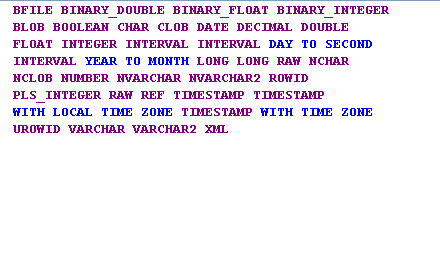 BFILE BINARY_DOUBLE BINARY_FLOAT BINARY_INTEGER
BLOB BOOLEAN CHAR CLOB DATE DECIMAL DOUBLE
FLOAT INTEGER INTERVAL INTERVAL DAY TO SECOND
INTERVAL YEAR TO MONTH LONG LONG RAW NCHAR
NCLOB NUMBER NVARCHAR NVARCHAR2 ROWID
PLS_INTEGER RAW REF TIMESTAMP TIMESTAMP
WITH LOCAL TIME ZONE TIMESTAMP WITH TIME ZONE
UROWID VARCHAR VARCHAR2 XML